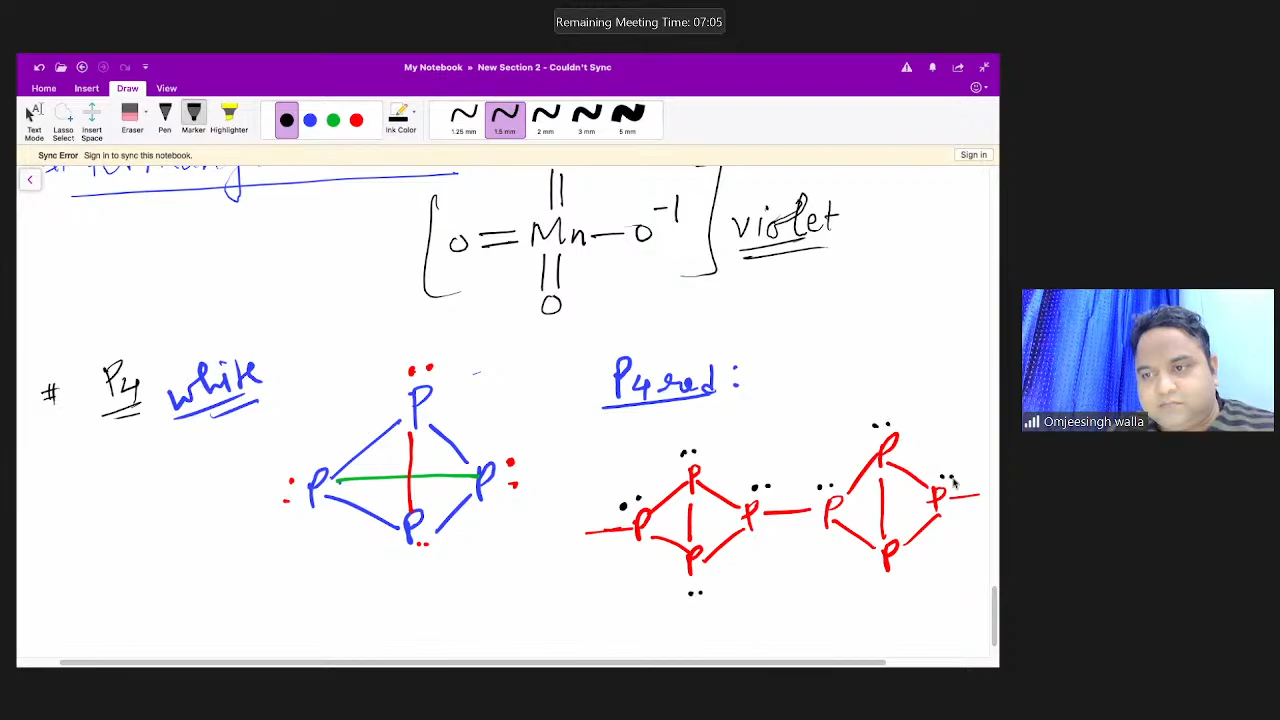 Remaining Meeting Time: 07:05
My Notebook » New Section 2 - Couldn't Sync
Home Insert Draw View
Text Mode
Lasso Select
Insert Space
Eraser
Pen
Marker
Highlighter
Ink Color
1.25 mm
1.5 mm
2 mm
3 mm
5 mm
Sync Error Sign in to sync this notebook. Sign in
[ O = Mn – O -1 ] violet
O
# P4 white
P4 red :
P
P P
P
P
P P
P
P
P P
P
Omjeesingh walla